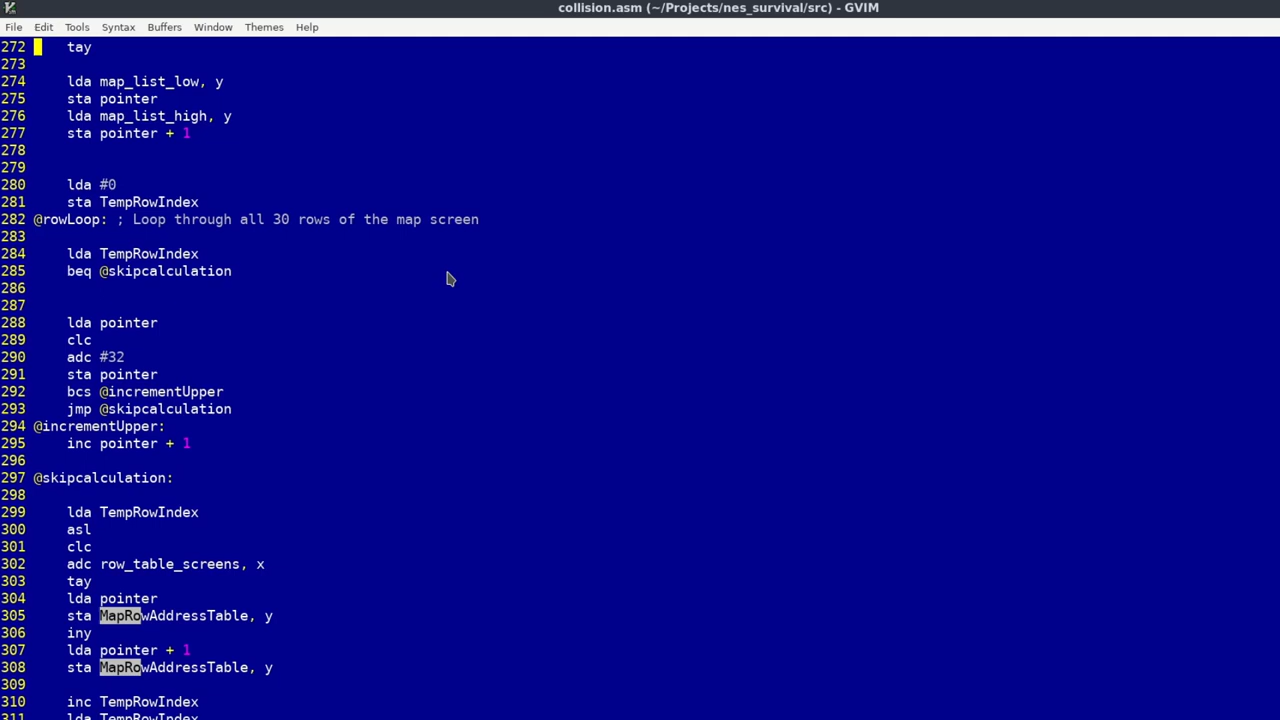 collision.asm (~/Projects/nes_survival/src) - GVIM
File Edit Tools Syntax Buffers Window Themes Help
272 tay
273
274 lda map_list_low, y
275 sta pointer
276 lda map_list_high, y
277 sta pointer + 1
278
279
280 lda #0
281 sta TempRowIndex
282 @rowLoop: ; Loop through all 30 rows of the map screen
283
284 lda TempRowIndex
285 beq @skipcalculation
286
287
288 lda pointer
289 clc
290 adc #32
291 sta pointer
292 bcs @incrementUpper
293 jmp @skipcalculation
294 @incrementUpper:
295 inc pointer + 1
296
297 @skipcalculation:
298
299 lda TempRowIndex
300 asl
301 clc
302 adc row_table_screens, x
303 tay
304 lda pointer
305 sta MapRowAddressTable, y
306 iny
307 lda pointer + 1
308 sta MapRowAddressTable, y
309
310 inc TempRowIndex
311 lda TempRowIndex